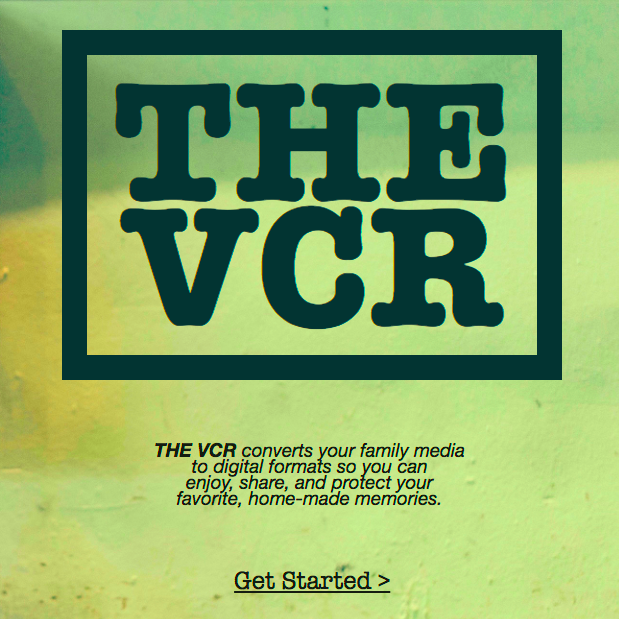 THE
VCR
THE VCR converts your family media
to digital formats so you can
enjoy, share, and protect your
favorite, home-made memories.
Get Started >